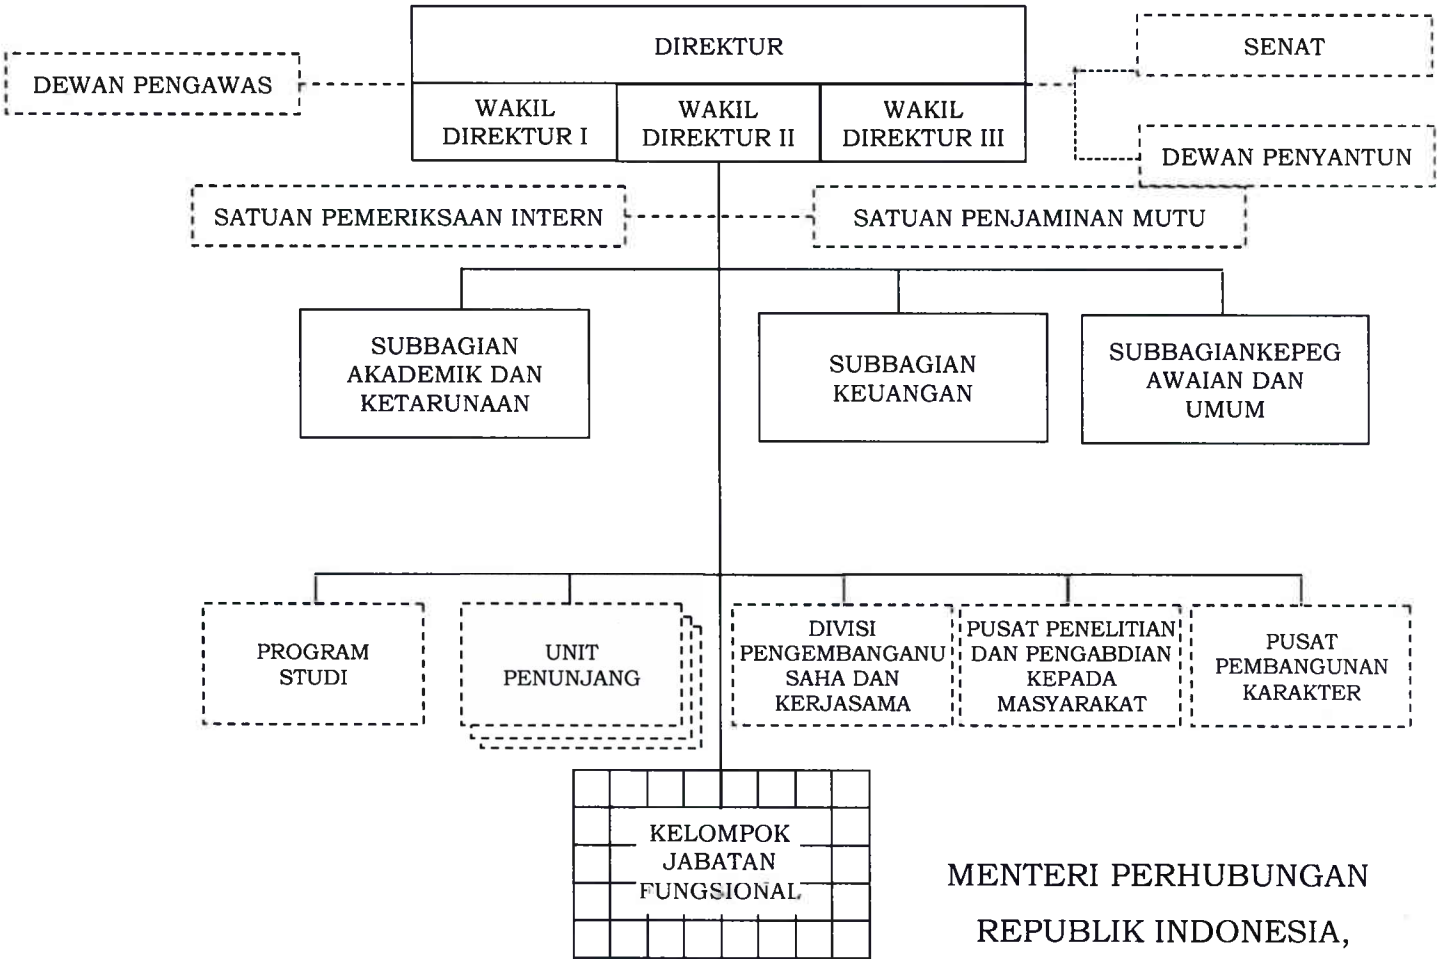 DIREKTUR
SENAT
DEWAN PENGAWAS
WAKIL
DIREKTUR I
WAKIL
DIREKTUR II
WAKIL
DIREKTUR III
DEWAN PENYANTUN
SATUAN PEMERIKSAAN INTERN
SATUAN PENJAMINAN MUTU
SUBBAGIAN
AKADEMIK DAN
KETARUNAAN
SUBBAGIAN
KEUANGAN
SUBBAGIANKEPEG
AWAIAN DAN
UMUM
PROGRAM
STUDI
UNIT
PENUNJANG
DIVISI
PENGEMBANGANU
SAHA DAN
KERJASAMA
PUSAT PENELITIAN
DAN PENGABDIAN
KEPADA
MASYARAKAT
PUSAT
PEMBANGUNAN
KARAKTER
KELOMPOK
JABATAN
FUNGSIONAL
MENTERI PERHUBUNGAN
REPUBLIK INDONESIA,